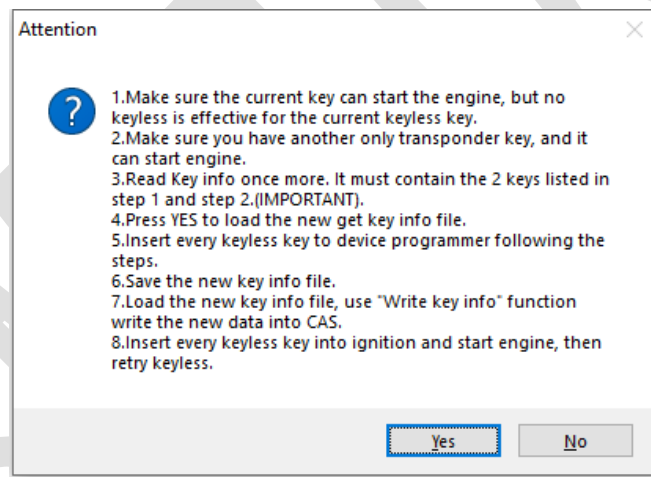 Attention
1.Make sure the current key can start the engine, but no
keyless is effective for the current keyless key.
2.Make sure you have another only transponder key, and it
can start engine.
3.Read Key info once more. It must contain the 2 keys listed in
step 1 and step 2.(IMPORTANT).
4.Press YES to load the new get key info file.
5.Insert every keyless key to device programmer following the
steps.
6.Save the new key info file.
7.Load the new key info file, use "Write key info" function
write the new data into CAS.
8.Insert every keyless key into ignition and start engine, then
retry keyless.
Yes
No